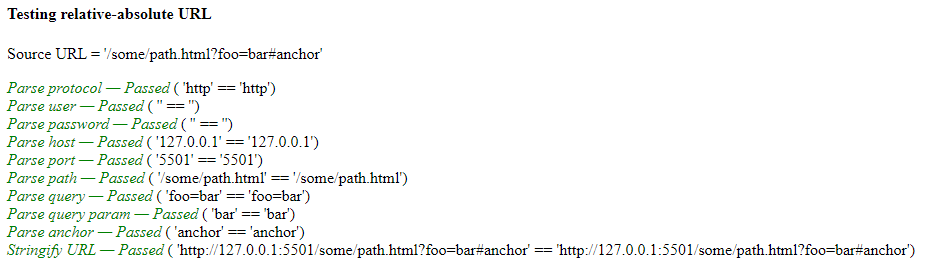 Testing relative-absolute URL
Source URL = '/some/path.html?foo=bar#anchor'
Parse protocol — Passed ( 'http' == 'http')
Parse user — Passed ( '' == '')
Parse password — Passed ( '' == '')
Parse host — Passed ( '127.0.0.1' == '127.0.0.1')
Parse port — Passed ( '5501' == '5501')
Parse path — Passed ( '/some/path.html' == '/some/path.html')
Parse query — Passed ( 'foo=bar' == 'foo=bar')
Parse query param — Passed ( 'bar' == 'bar')
Parse anchor — Passed ( 'anchor' == 'anchor')
Stringify URL — Passed ( 'http://127.0.0.1:5501/some/path.html?foo=bar#anchor' == 'http://127.0.0.1:5501/some/path.html?foo=bar#anchor')